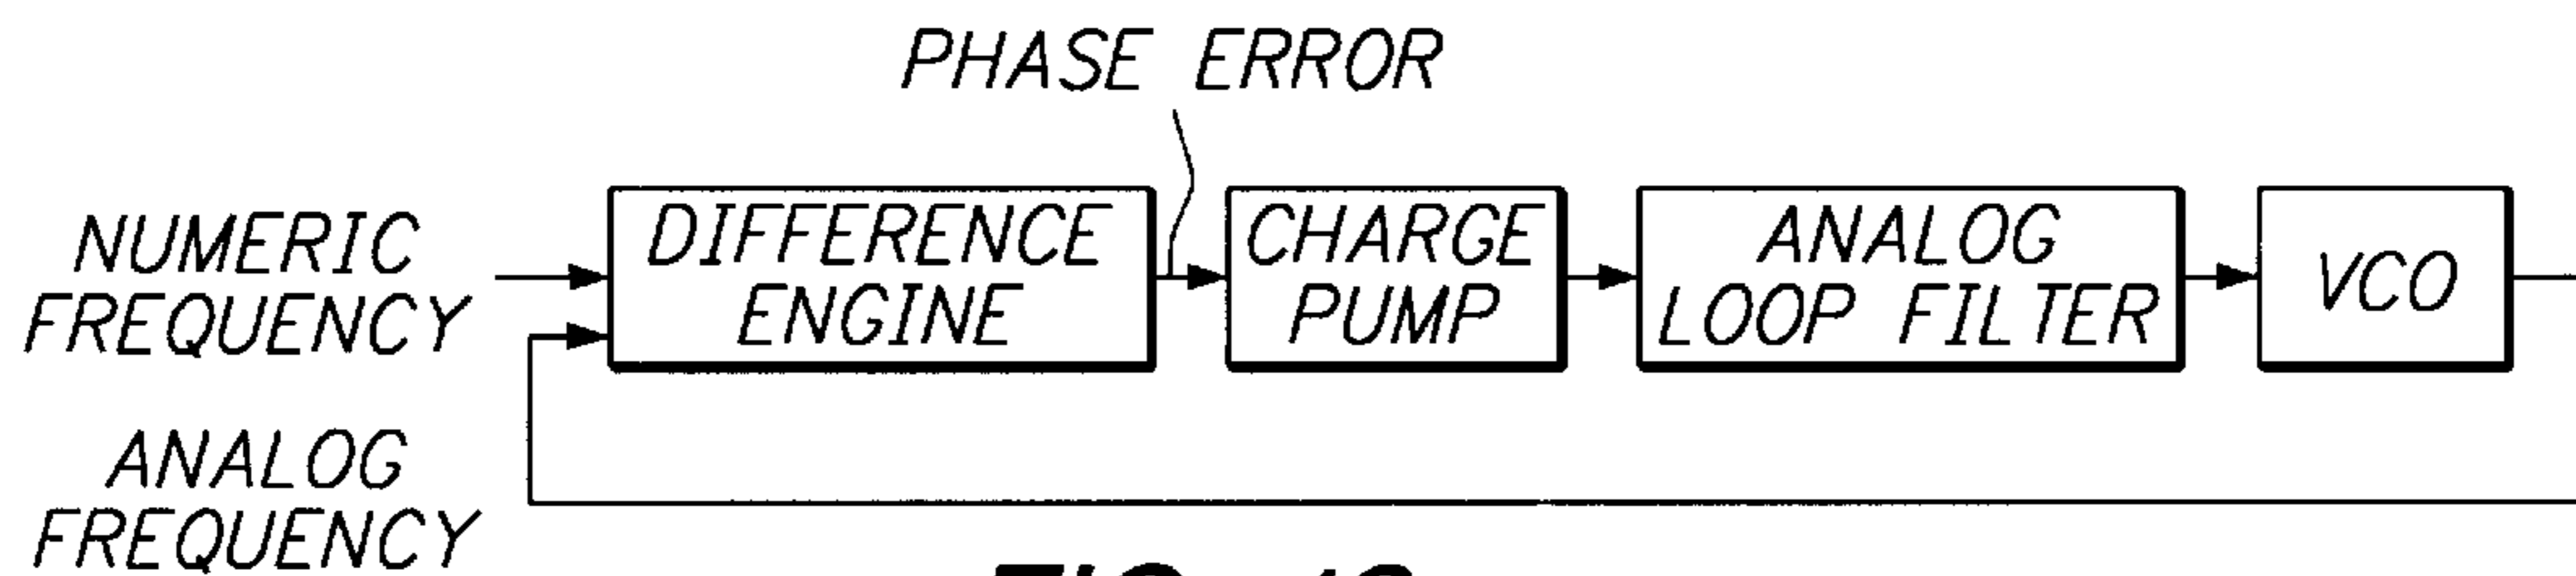 PHASE ERROR
NUMERIC
FREQUENCY
DIFFERENCE
ENGINE
CHARGE
PUMP
ANALOG
LOOP FILTER
VCO
ANALOG
FREQUENCY